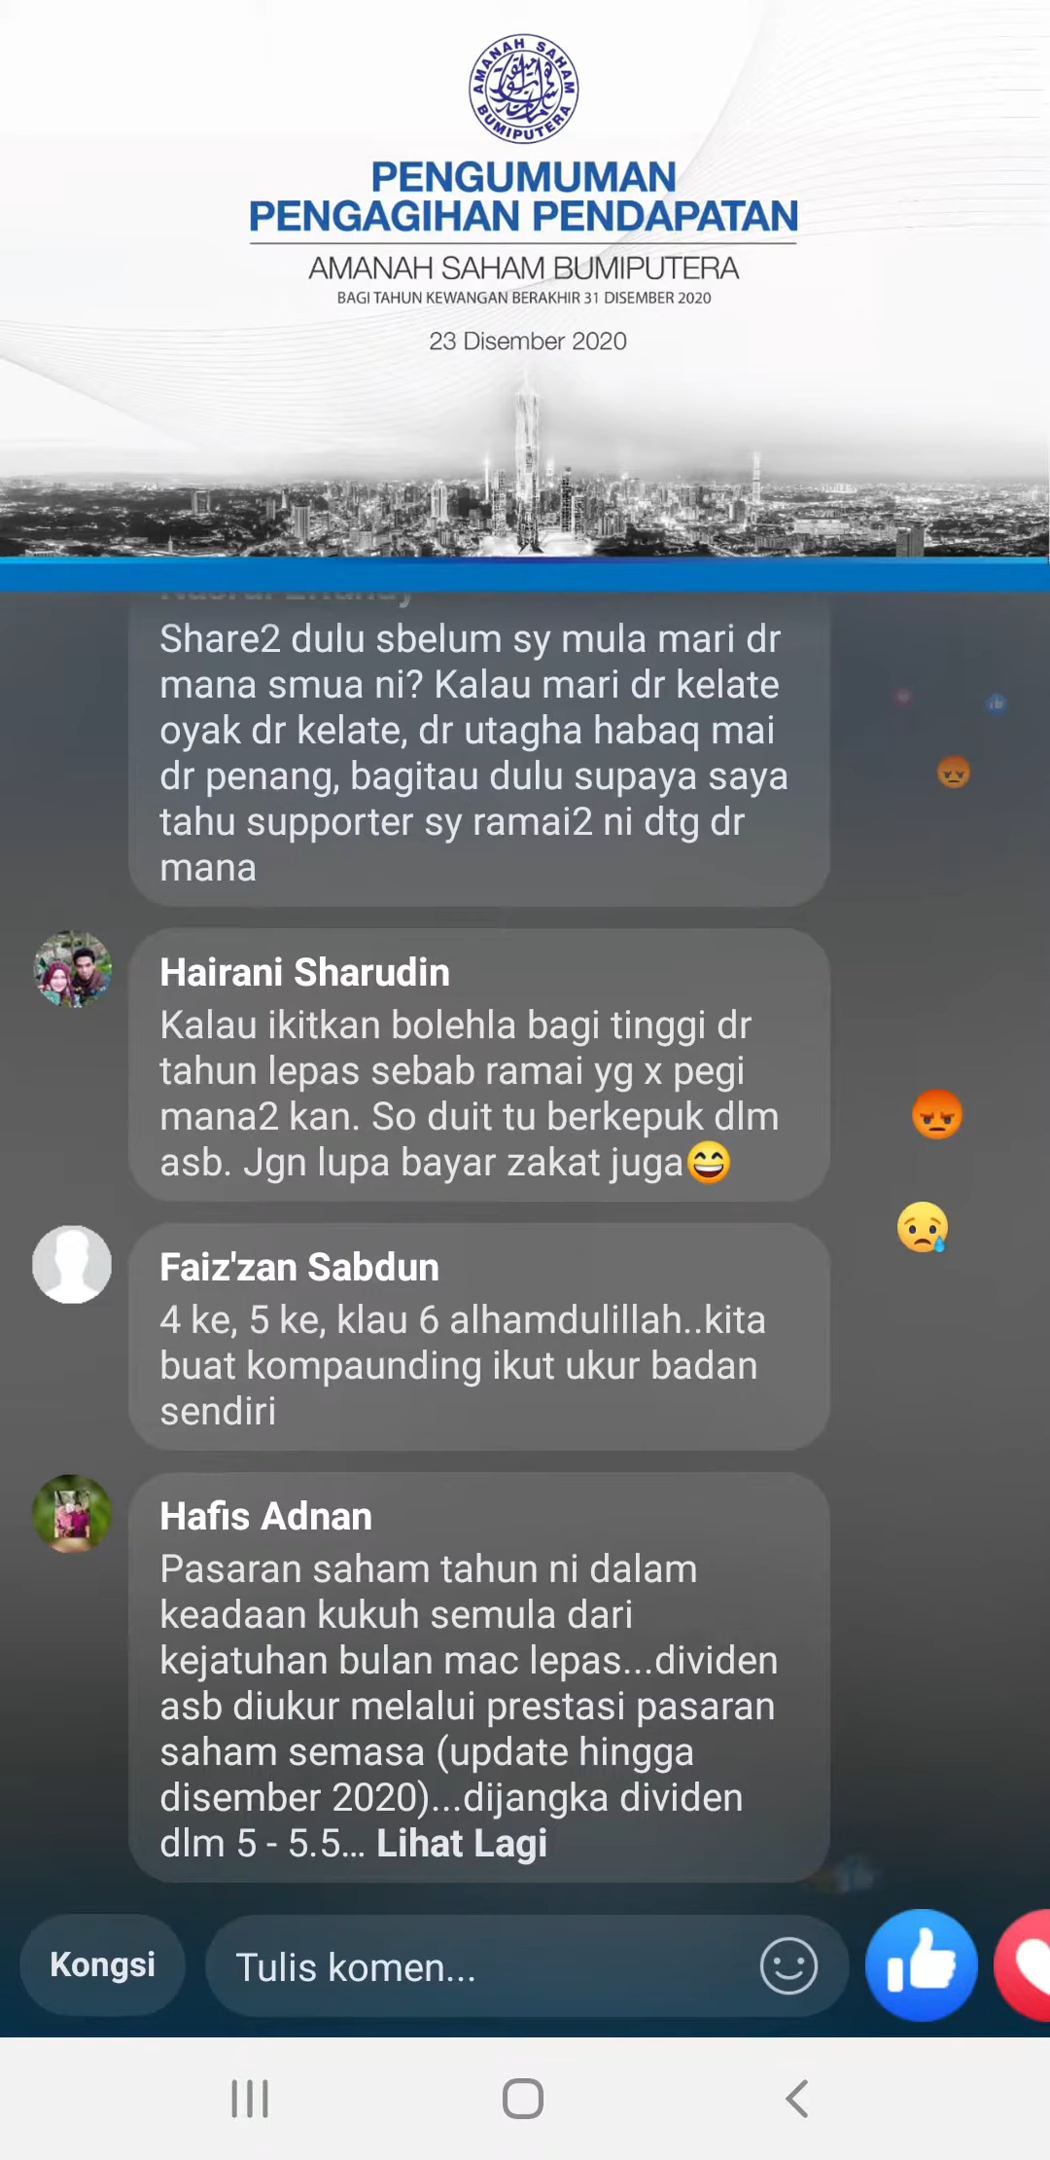 AMANAH SAHAM
BUMIPUTERA
PENGUMUMAN
PENGAGIHAN PENDAPATAN
AMANAH SAHAM BUMIPUTERA
BAGI TAHUN KEWANGAN BERAKHIR 31 DISEMBER 2020
23 Disember 2020
Share2 dulu sbelum sy mula mari dr
mana smua ni? Kalau mari dr kelate
oyak dr kelate, dr utagha habaq mai
dr penang, bagitau dulu supaya saya
tahu supporter sy ramai2 ni dtg dr
mana
Hairani Sharudin
Kalau ikitkan bolehla bagi tinggi dr
tahun lepas sebab ramai yg x pegi
mana2 kan. So duit tu berkepuk dlm
asb. Jgn lupa bayar zakat juga😄
Faiz'zan Sabdun
4 ke, 5 ke, klau 6 alhamdulillah..kita
buat kompaunding ikut ukur badan
sendiri
Hafis Adnan
Pasaran saham tahun ni dalam
keadaan kukuh semula dari
kejatuhan bulan mac lepas...dividen
asb diukur melalui prestasi pasaran
saham semasa (update hingga
disember 2020)...dijangka dividen
dlm 5 - 5.5... Lihat Lagi
Kongsi
Tulis komen...